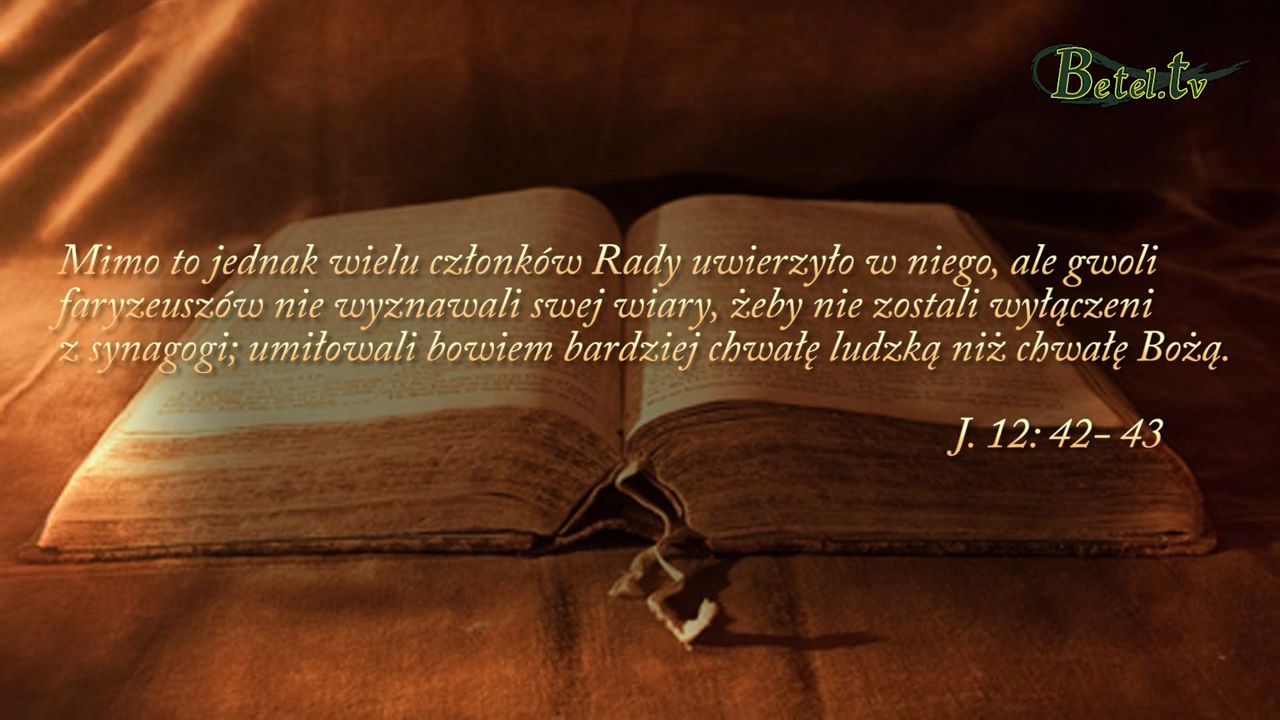 Betel.tv
Mimo to jednak wielu członków Rady uwierzyło w niego, ale gwoli
faryzeuszów nie wyznawali swej wiary, żeby nie zostali wyłączeni
z synagogi; umiłowali bowiem bardziej chwałę ludzką niż chwałę Bożą.
J. 12: 42– 43